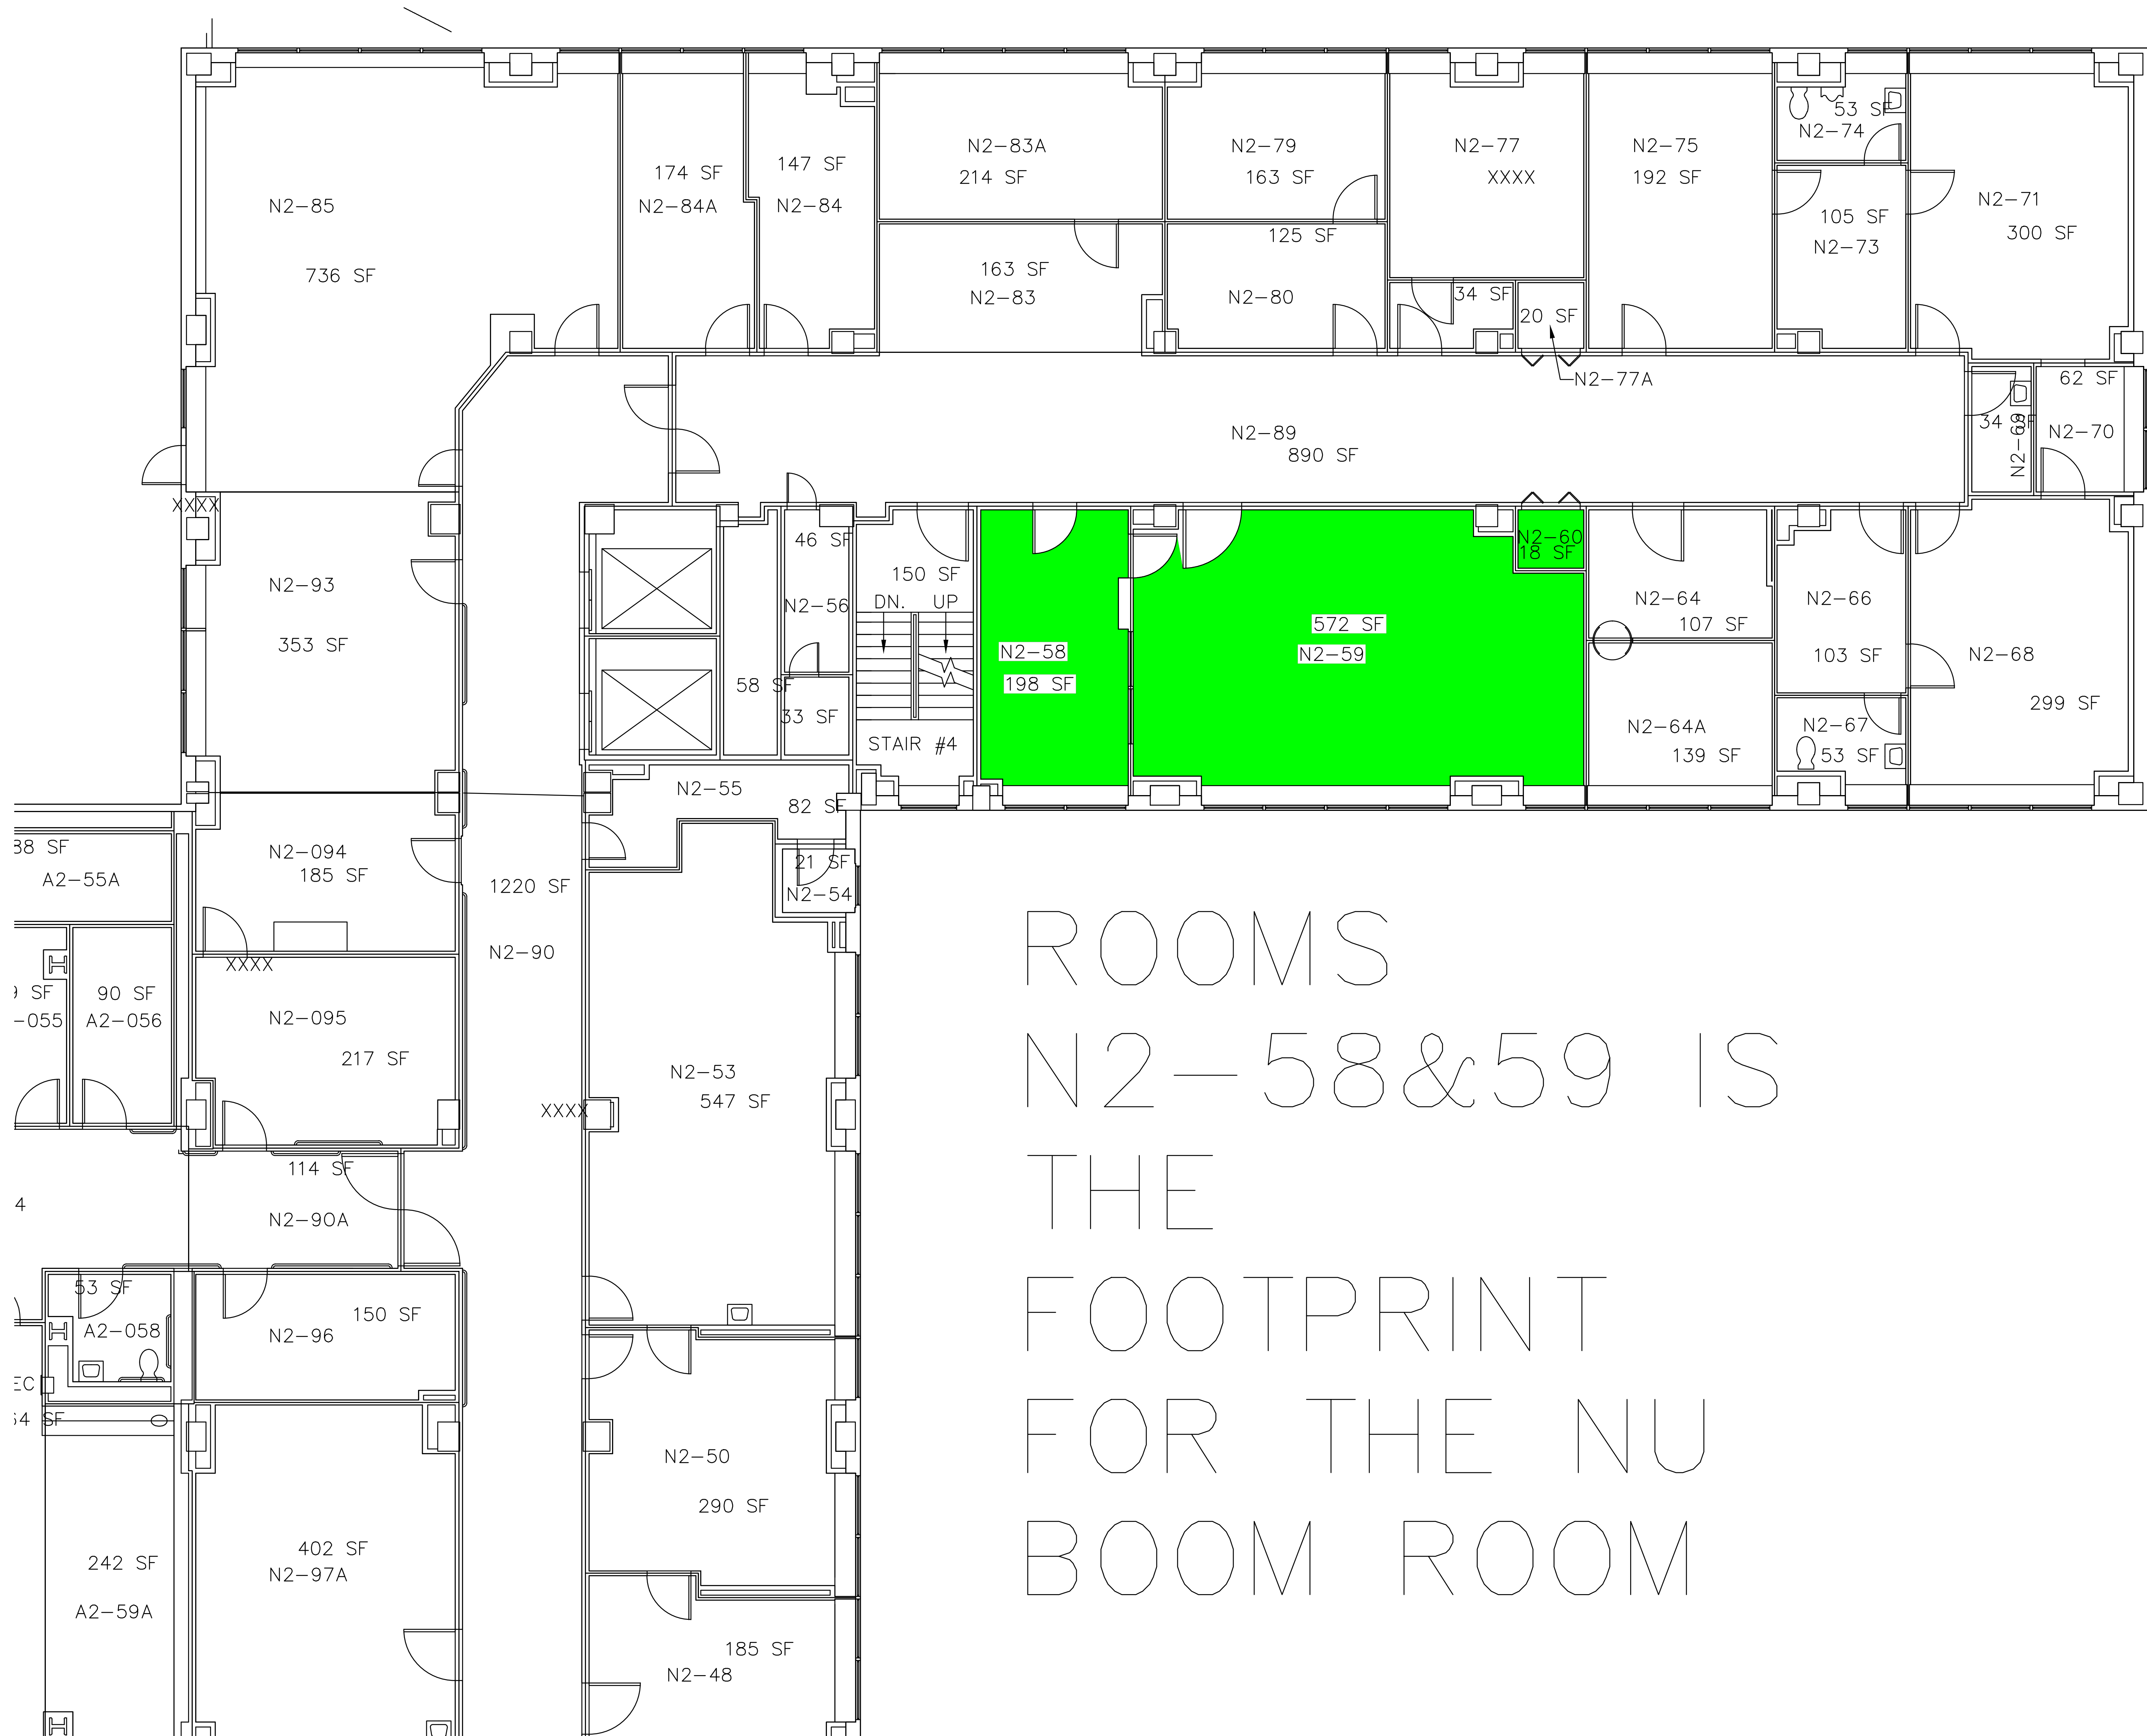 53 SF
N2-74
N2-83A
N2-79
N2-77
N2-75
147 SF
174 SF
214 SF
163 SF
XXXX
192 SF
N2-85
N2-84A
N2-84
N2-71
105 SF
300 SF
125 SF
N2-73
736 SF
163 SF
N2-83
N2-80
34 SF
20 SF
N2-77A
62 SF
34 SF
N2-69
N2-70
N2-89
890 SF
XXXX
46 SF
N2-60
18 SF
150 SF
N2-93
N2-56
DN.
UP
N2-64
N2-66
353 SF
572 SF
107 SF
N2-58
N2-59
103 SF
N2-68
58 SF
198 SF
33 SF
299 SF
STAIR #4
N2-64A
N2-67
139 SF
53 SF
N2-55
82 SF
88 SF
A2-55A
N2-094
185 SF
1220 SF
21 SF
N2-54
N2-90
XXXX
9 SF
90 SF
-055
A2-056
N2-095
217 SF
N2-53
547 SF
XXXX
114 SF
4
N2-90A
53 SF
A2-058
150 SF
N2-96
EC
64 SF
N2-50
290 SF
402 SF
N2-97A
242 SF
A2-59A
185 SF
N2-48
ROOMS
N2-58&59 IS
THE
FOOTPRINT
FOR THE NU
BOOM ROOM